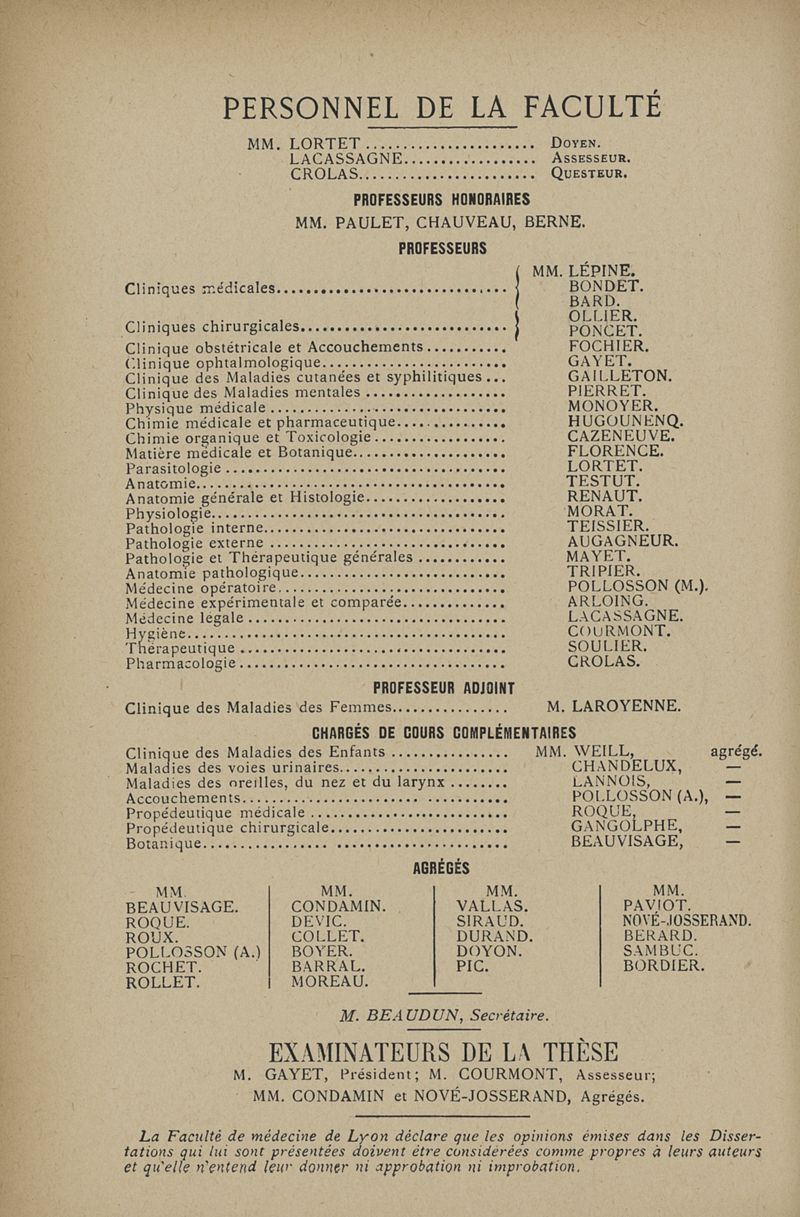 PERSONNEL DE LA FACULTÉ
MM. LORTET ........................ DOYEN.
LACASSAGNE.................. ASSESSEUR.
CROLAS........................ QUESTEUR.
PROFESSEURS HONORAIRES
MM. PAULET, CHAUVEAU, BERNE.
PROFESSEURS
Cliniques médicales.............................. { MM. LÉPINE.
BONDET.
BARD.
Cliniques chirurgicales............................ } OLLIER.
PONCET.
Clinique obstétricale et Accouchements........... FOCHIER.
Clinique ophtalmologique......................... GAYET.
Clinique des Maladies cutanées et syphilitiques ... GAILLETON.
Clinique des Maladies mentales ................... PIERRET.
Physique médicale ................................ MONOYER.
Chimie médicale et pharmaceutique............... HUGOUNENQ.
Chimie organique et Toxicologie.................. CAZENEUVE.
Matière médicale et Botanique..................... FLORENCE.
Parasitologie ...................................... LORTET.
Anatomie.......................................... TESTUT.
Anatomie générale et Histologie................... RENAUT.
Physiologie........................................ MORAT.
Pathologie interne................................. TEISSIER.
Pathologie externe ................................ AUGAGNEUR.
Pathologie et Thérapeutique générales ............ MAYET.
Anatomie pathologique............................ TRIPIER.
Médecine opératoire............................... POLLOSSON (M.).
Médecine expérimentale et comparée.............. ARLOING.
Médecine légale ................................... LACASSAGNE.
Hygiène........................................... COURMONT.
Thérapeutique .................................... SOULIER.
Pharmacologie.................................... CROLAS.
PROFESSEUR ADJOINT
Clinique des Maladies des Femmes................ M. LAROYENNE.
CHARGÉS DE COURS COMPLÉMENTAIRES
Clinique des Maladies des Enfants ................ MM. WEILL, agrégé.
Maladies des voies urinaires....................... CHANDELUX, —
Maladies des oreilles, du nez et du larynx ........ LANNOIS, —
Accouchements................................... POLLOSSON (A.), —
Propédeutique médicale ........................... ROQUE, —
Propédeutique chirurgicale........................ GANGOLPHE, —
Botanique........................................ BEAUVISAGE, —
AGRÉGÉS
MM. MM. MM. MM.
BEAUVISAGE. CONDAMIN. VALLAS. PAVIOT.
ROQUE. DEVIC. SIRAUD. NOVÉ-JOSSERAND.
ROUX. COLLET. DURAND. BERARD.
POLLOSSON (A.) BOYER. DOYON. SAMBUC.
ROCHET. BARRAL. PIC. BORDIER.
ROLLET. MOREAU.
M. BEAUDUN, Secrétaire.
EXAMINATEURS DE LA THÈSE
M. GAYET, Président; M. COURMONT, Assesseur;
MM. CONDAMIN et NOVÉ-JOSSERAND, Agrégés.
La Faculté de médecine de Lyon déclare que les opinions émises dans les Disser-
tations qui lui sont présentées doivent être considérées comme propres à leurs auteurs
et qu'elle n'entend leur donner ni approbation ni improbation.